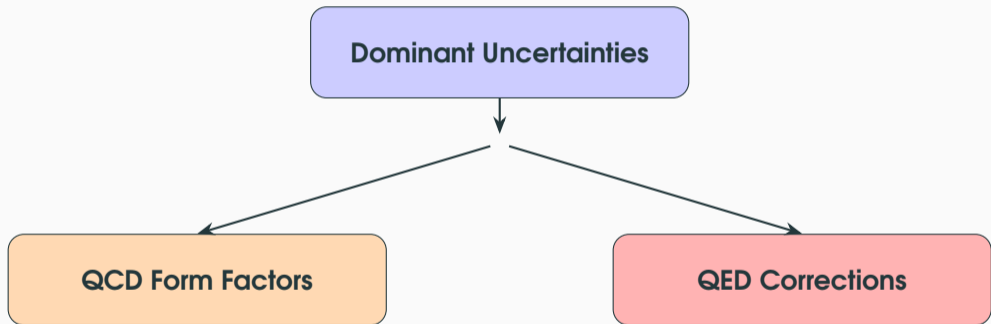 Dominant Uncertainties
QCD Form Factors
QED Corrections